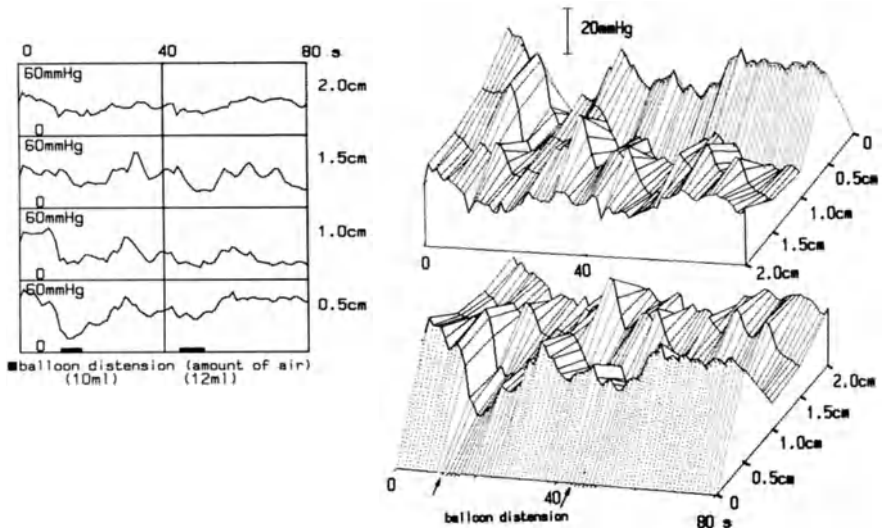 0 40 80 s
60mmHg
0
2.0cm
60mmHg
0
1.5cm
60mmHg
0
1.0cm
60mmHg
0
0.5cm
■balloon distension (amount of air)
(10ml) (12ml)
20mmHg
0
0.5cm
1.0cm
1.5cm
2.0cm
0 40
2.0cm
1.5cm
1.0cm
0.5cm
0
0 40 80 s
balloon distension